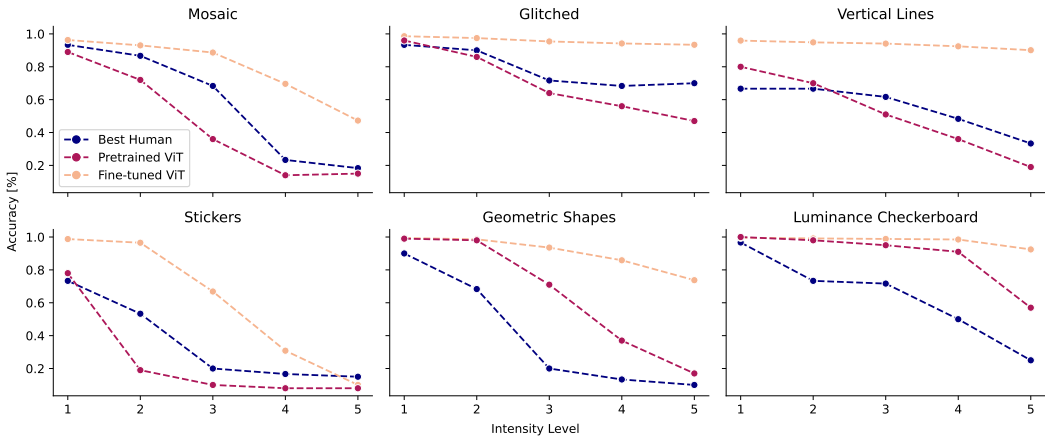 Mosaic
Glitched
Vertical Lines
1.0
0.8
0.6
0.4
0.2
Best Human
Pretrained ViT
Fine-tuned ViT
Accuracy [%]
Stickers
Geometric Shapes
Luminance Checkerboard
1.0
0.8
0.6
0.4
0.2
1 2 3 4 5
1 2 3 4 5
1 2 3 4 5
Intensity Level